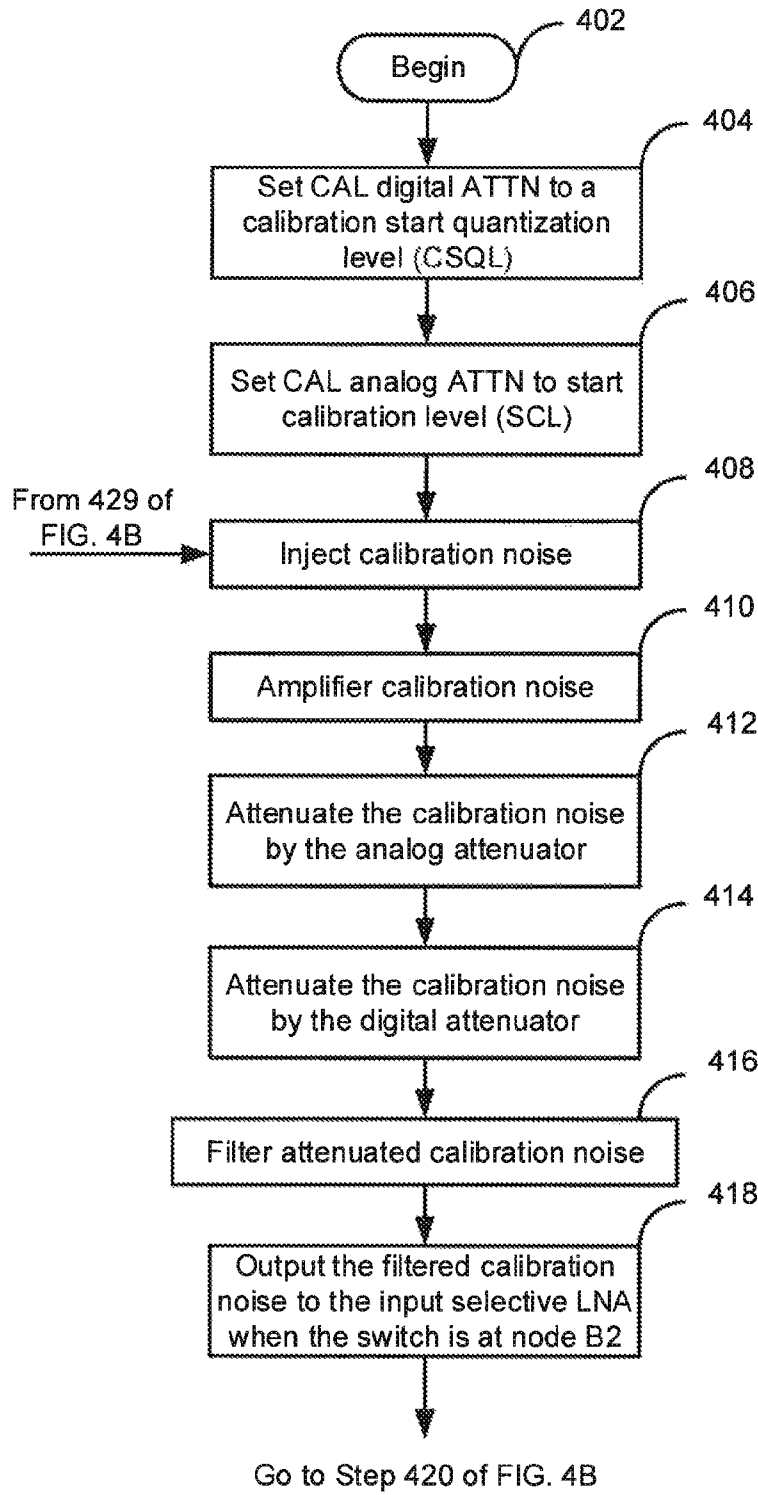 402
Begin
404
Set CAL digital ATTN to a
calibration start quantization
level (CSQL)
406
Set CAL analog ATTN to start
calibration level (SCL)
From 429 of
FIG. 4B
408
Inject calibration noise
410
Amplifier calibration noise
412
Attenuate the calibration noise
by the analog attenuator
414
Attenuate the calibration noise
by the digital attenuator
416
Filter attenuated calibration noise
418
Output the filtered calibration
noise to the input selective LNA
when the switch is at node B2
Go to Step 420 of FIG. 4B